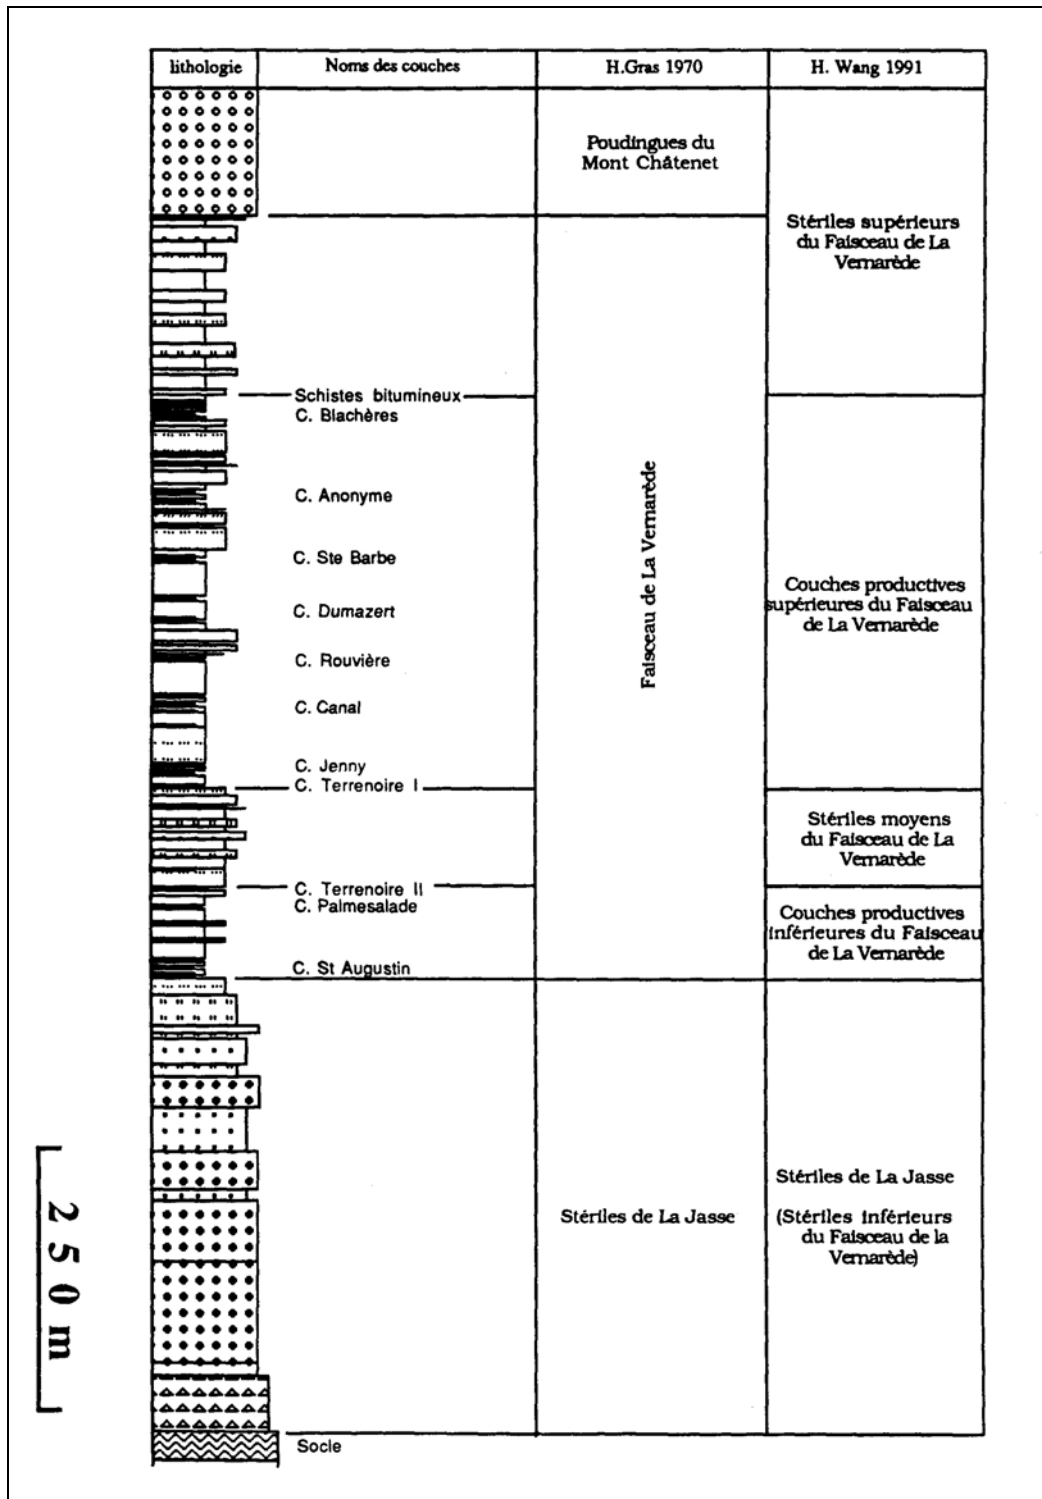 lithologie
Noms des couches
H.Gras 1970
H. Wang 1991
Poudingues du
Mont Châtenet
Stériles supérieurs
du Faisceau de La
Vernarède
Schistes bitumineux
C. Blachères
C. Anonyme
C. Ste Barbe
C. Dumazert
C. Rouvière
C. Canal
C. Jenny
C. Terrenoire I
C. Terrenoire II
C. Palmesalade
C. St Augustin
Faisceau de La Vernarède
Couches productives
supérieures du Faisceau
de La Vernarède
Stériles moyens
du Faisceau de La
Vernarède
Couches productives
inférieures du Faisceau
de La Vernarède
Stériles de La Jasse
Stériles de La Jasse
(Stériles inférieurs
du Faisceau de la
Vernarède)
Socle
250m